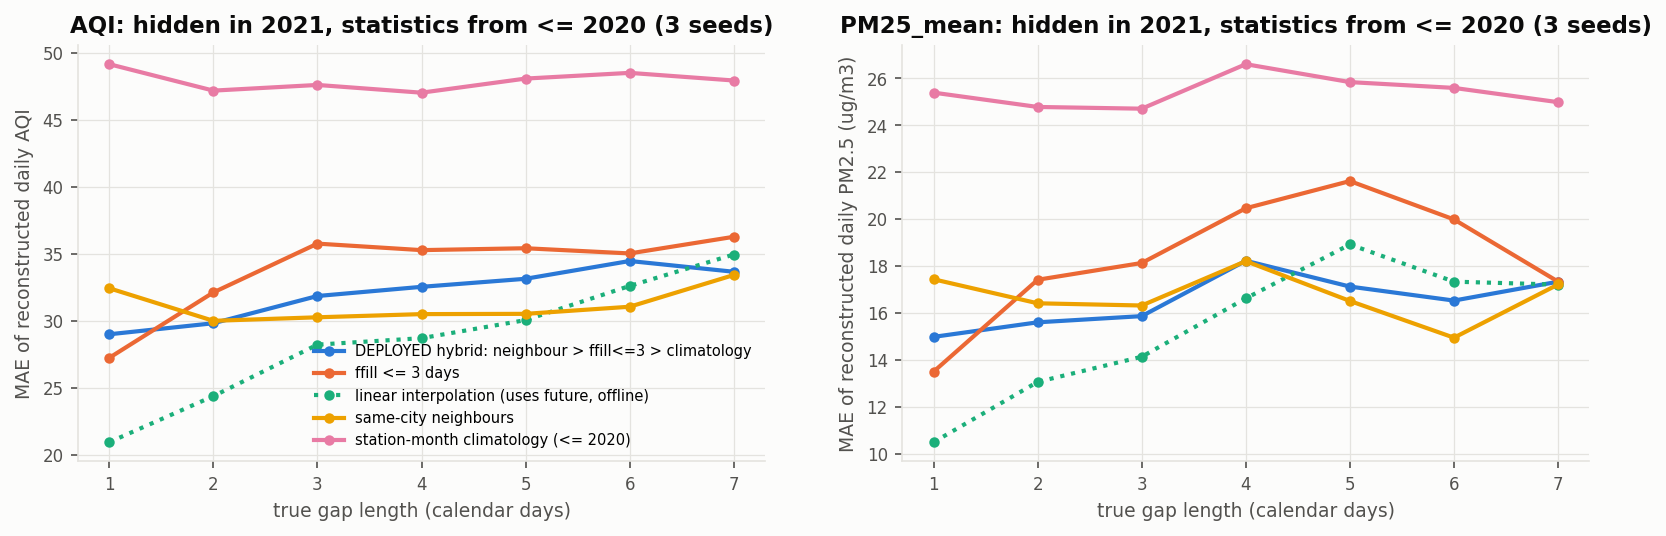 AQI: hidden in 2021, statistics from <= 2020 (3 seeds)
MAE of reconstructed daily AQI
50
45
40
35
30
25
20
DEPLOYED hybrid: neighbour > ffill<=3 > climatology
ffill <= 3 days
linear interpolation (uses future, offline)
same-city neighbours
station-month climatology (<= 2020)
1 2 3 4 5 6 7
true gap length (calendar days)
PM25_mean: hidden in 2021, statistics from <= 2020 (3 seeds)
MAE of reconstructed daily PM2.5 (ug/m3)
26
24
22
20
18
16
14
12
10
1 2 3 4 5 6 7
true gap length (calendar days)